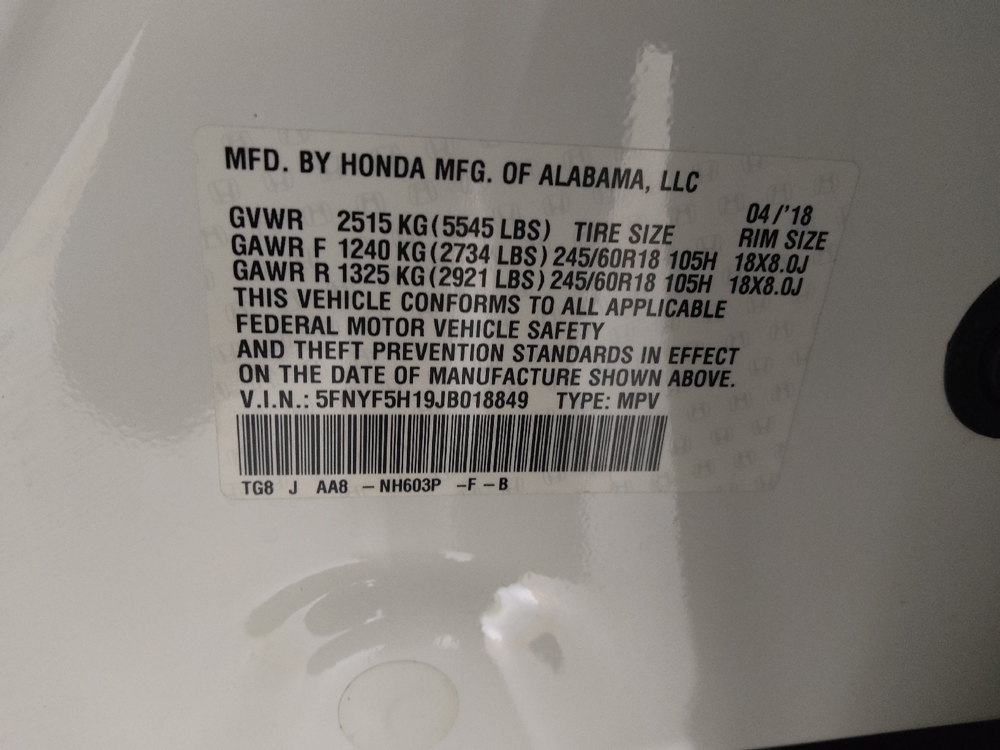 MFD. BY HONDA MFG. OF ALABAMA, LLC
04/'18
GVWR 2515 KG (5545 LBS) TIRE SIZE RIM SIZE
GAWR F 1240 KG (2734 LBS) 245/60R18 105H 18X8.0J
GAWR R 1325 KG (2921 LBS) 245/60R18 105H 18X8.0J
THIS VEHICLE CONFORMS TO ALL APPLICABLE
FEDERAL MOTOR VEHICLE SAFETY
AND THEFT PREVENTION STANDARDS IN EFFECT
ON THE DATE OF MANUFACTURE SHOWN ABOVE.
V.I.N.: 5FNYF5H19JB018849 TYPE: MPV
TG8 J AA8 - NH603P -F - B